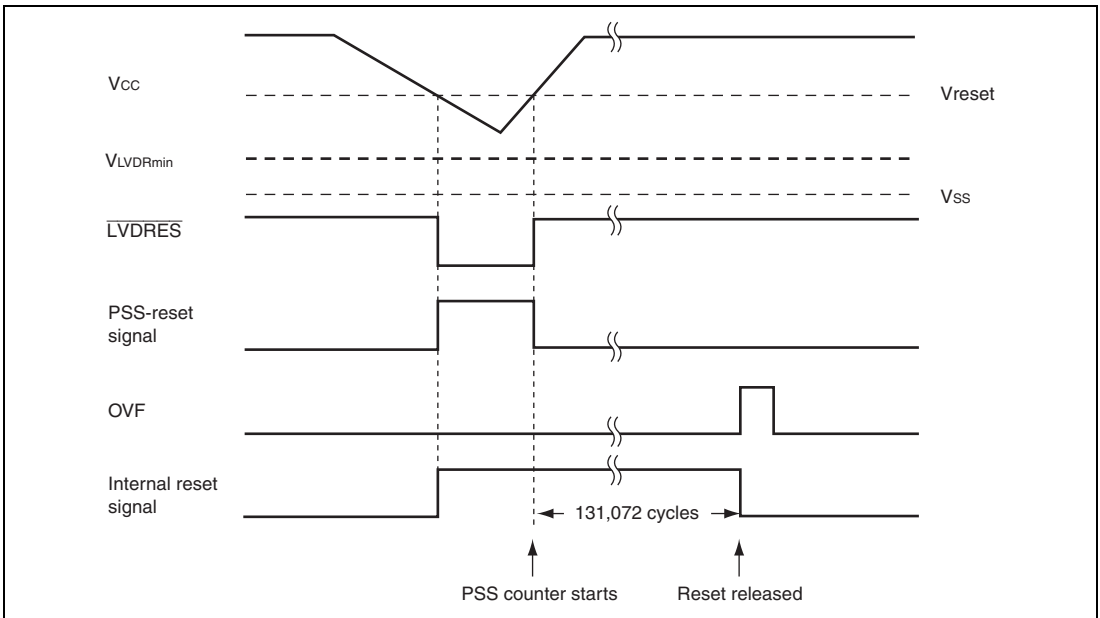 Vcc
Vreset
VLVDRmin
Vss
LVDRES
PSS-reset
signal
OVF
Internal reset
signal
131,072 cycles
PSS counter starts
Reset released